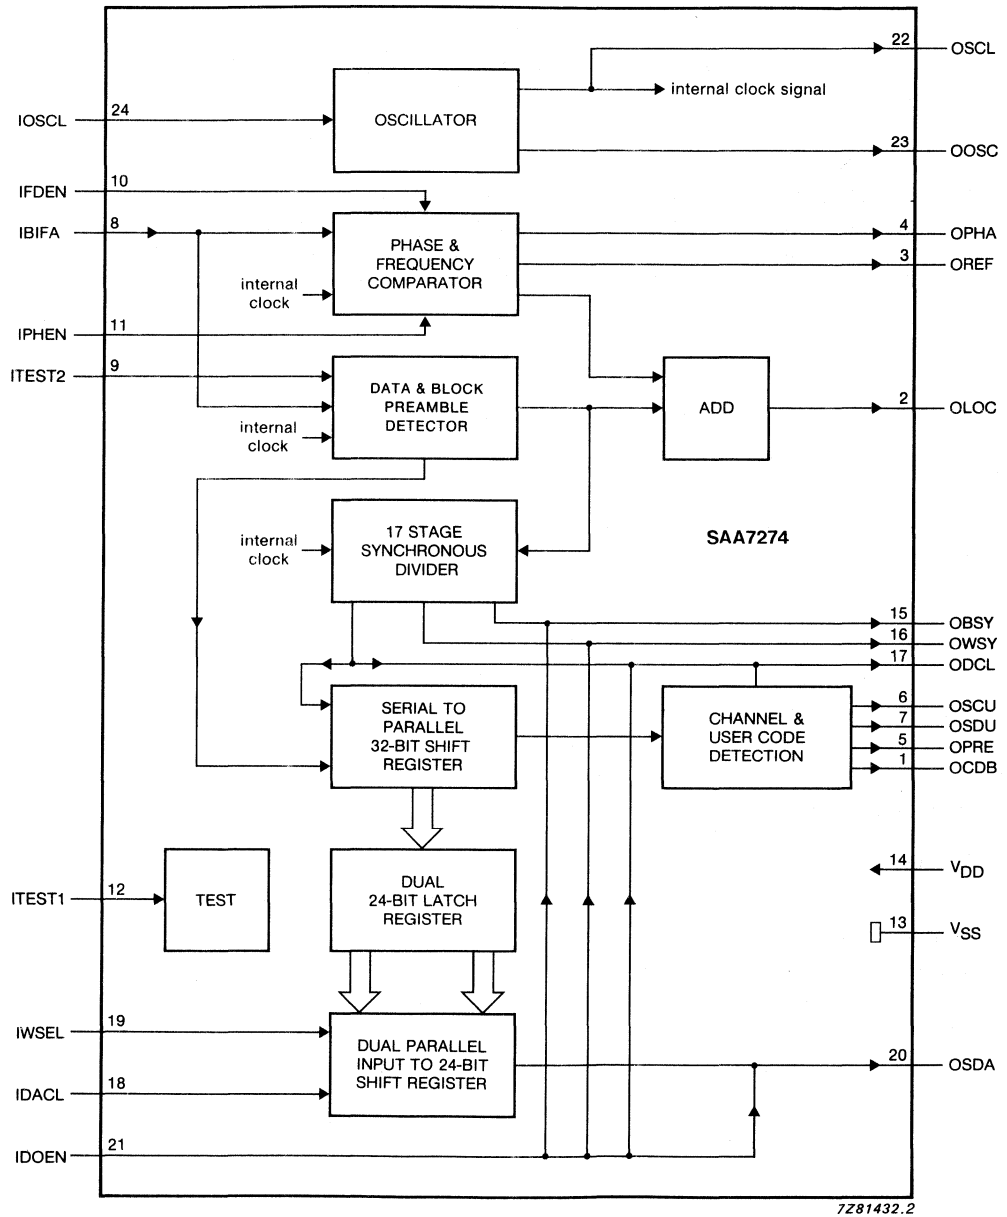 22
OSCL
internal clock signal
24
IOSCL
OSCILLATOR
23
OOSC
10
IFDEN
8
IBIFA
PHASE &
FREQUENCY
COMPARATOR
4
OPHA
3
OREF
internal
clock
11
IPHEN
9
ITEST2
DATA & BLOCK
PREAMBLE
DETECTOR
ADD
2
OLOC
internal
clock
17 STAGE
SYNCHRONOUS
DIVIDER
internal
clock
SAA7274
15
OBSY
16
OWSY
17
ODCL
SERIAL TO
PARALLEL
32-BIT SHIFT
REGISTER
CHANNEL &
USER CODE
DETECTION
6
OSCU
7
OSDU
5
OPRE
1
OCDB
12
ITEST1
TEST
DUAL
24-BIT LATCH
REGISTER
14
VDD
13
VSS
19
IWSEL
18
IDACL
DUAL PARALLEL
INPUT TO 24-BIT
SHIFT REGISTER
20
OSDA
21
IDOEN
7Z81432.2